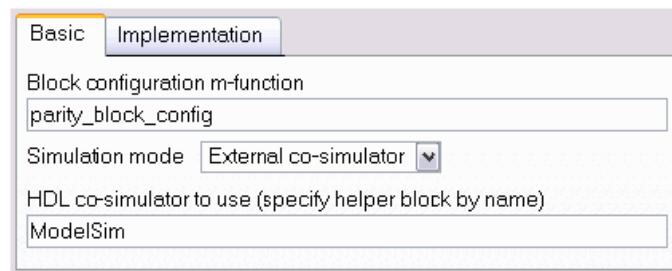 Basic Implementation
Block configuration m-function
parity_block_config
Simulation mode External co-simulator
HDL co-simulator to use (specify helper block by name)
ModelSim